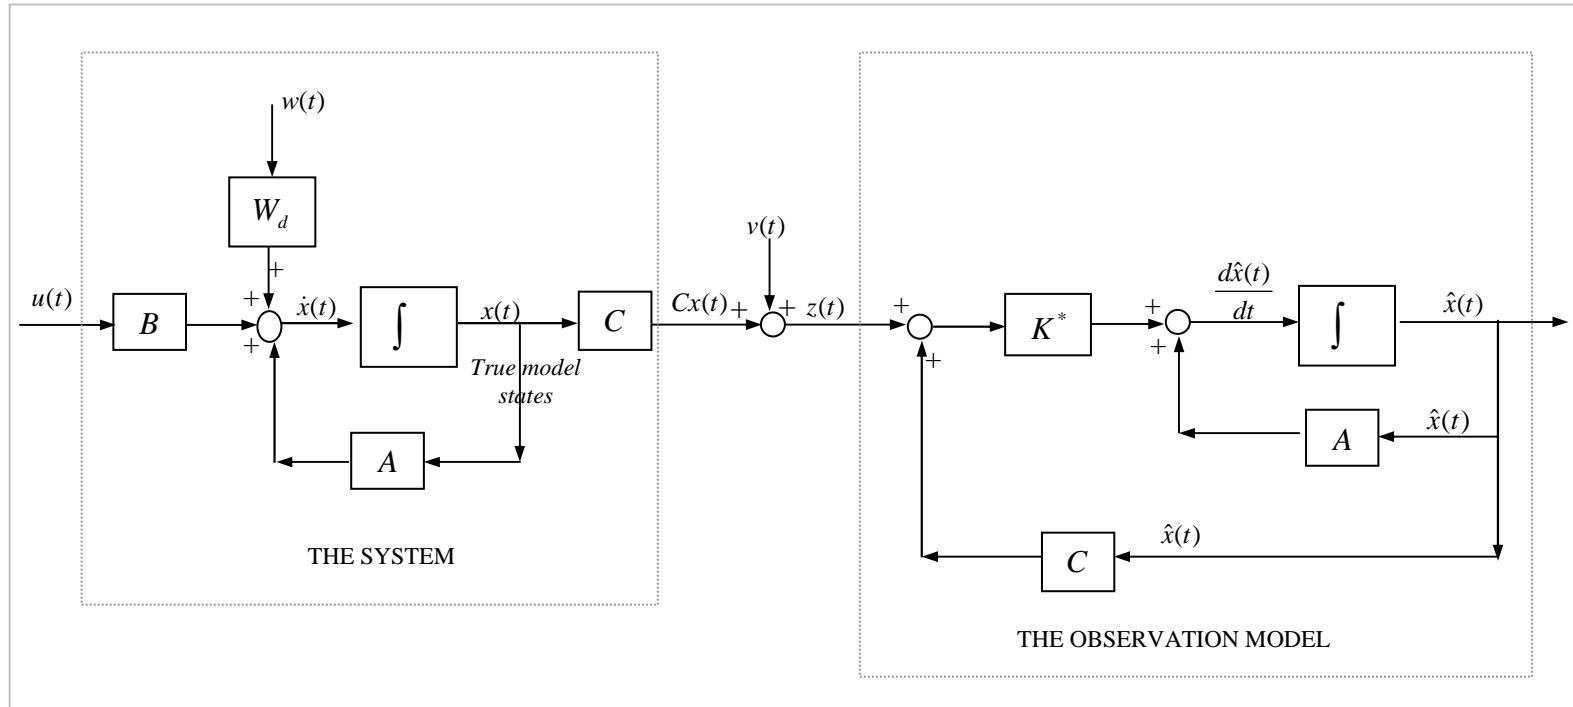 w(t)
W_d
v(t)
+
u(t)
B
+
+
ẋ(t)
∫
x(t)
C
Cx(t)
+
+
z(t)
+
K^*
+
dx̂(t)
dt
∫
x̂(t)
True model
states
+
+
A
A
x̂(t)
x̂(t)
C
THE SYSTEM
THE OBSERVATION MODEL
+